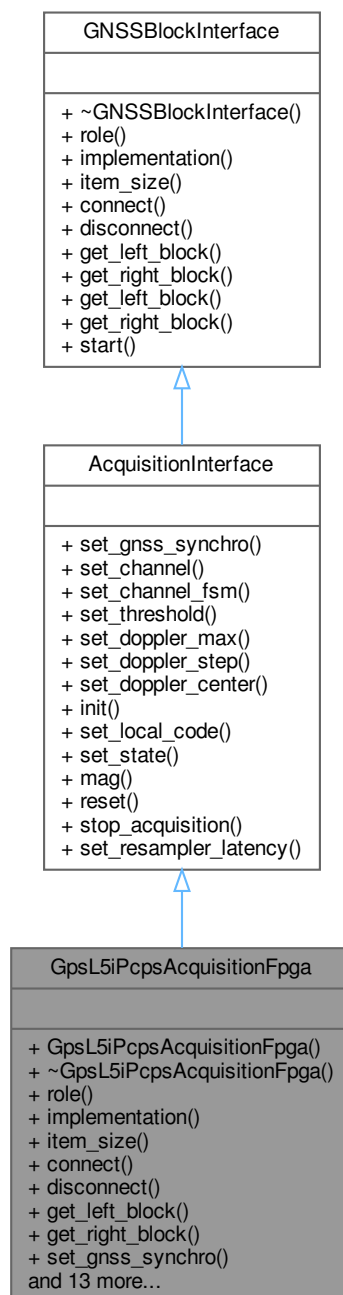 GNSSBlockInterface
+ ~GNSSBlockInterface()
+ role()
+ implementation()
+ item_size()
+ connect()
+ disconnect()
+ get_left_block()
+ get_right_block()
+ get_left_block()
+ get_right_block()
+ start()
AcquisitionInterface
+ set_gnss_synchro()
+ set_channel()
+ set_channel_fsm()
+ set_threshold()
+ set_doppler_max()
+ set_doppler_step()
+ set_doppler_center()
+ init()
+ set_local_code()
+ set_state()
+ mag()
+ reset()
+ stop_acquisition()
+ set_resampler_latency()
GpsL5iPcpsAcquisitionFpga
+ GpsL5iPcpsAcquisitionFpga()
+ ~GpsL5iPcpsAcquisitionFpga()
+ role()
+ implementation()
+ item_size()
+ connect()
+ disconnect()
+ get_left_block()
+ get_right_block()
+ set_gnss_synchro()
and 13 more...